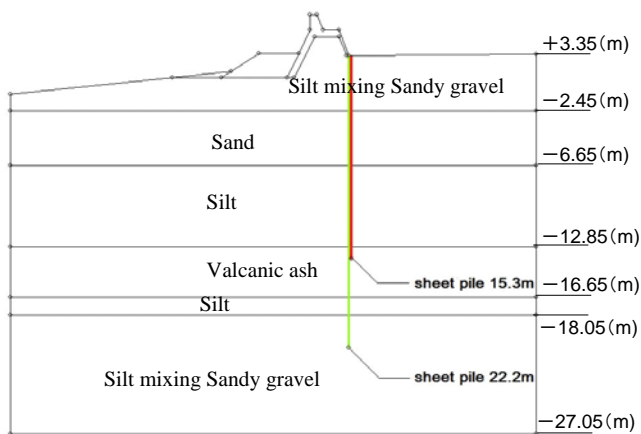 +3.35(m)
Silt mixing Sandy gravel
−2.45(m)
Sand
−6.65(m)
Silt
−12.85(m)
Valcanic ash
sheet pile 15.3m
−16.65(m)
Silt
−18.05(m)
Silt mixing Sandy gravel
sheet pile 22.2m
−27.05(m)